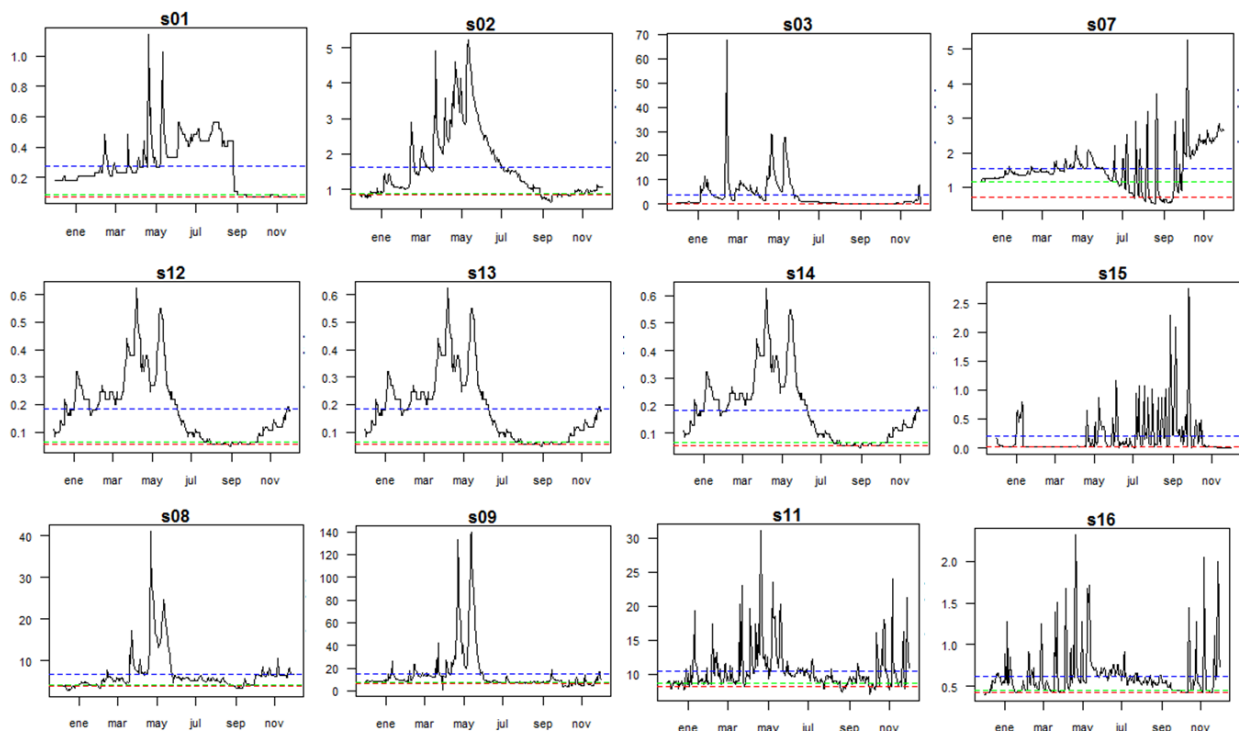 s01
1.0
0.8
0.6
0.4
0.2
ene mar may jul sep nov
s02
5
4
3
2
1
ene mar may jul sep nov
s03
70
60
50
40
30
20
10
0
ene mar may jul sep nov
s07
5
4
3
2
1
ene mar may jul sep nov
s12
0.6
0.5
0.4
0.3
0.2
0.1
ene mar may jul sep nov
s13
0.6
0.5
0.4
0.3
0.2
0.1
ene mar may jul sep nov
s14
0.6
0.5
0.4
0.3
0.2
0.1
ene mar may jul sep nov
s15
2.5
2.0
1.5
1.0
0.5
0.0
ene mar may jul sep nov
s08
40
30
20
10
ene mar may jul sep nov
s09
140
120
100
80
60
40
20
0
ene mar may jul sep nov
s11
30
25
20
15
10
ene mar may jul sep nov
s16
2.0
1.5
1.0
0.5
ene mar may jul sep nov